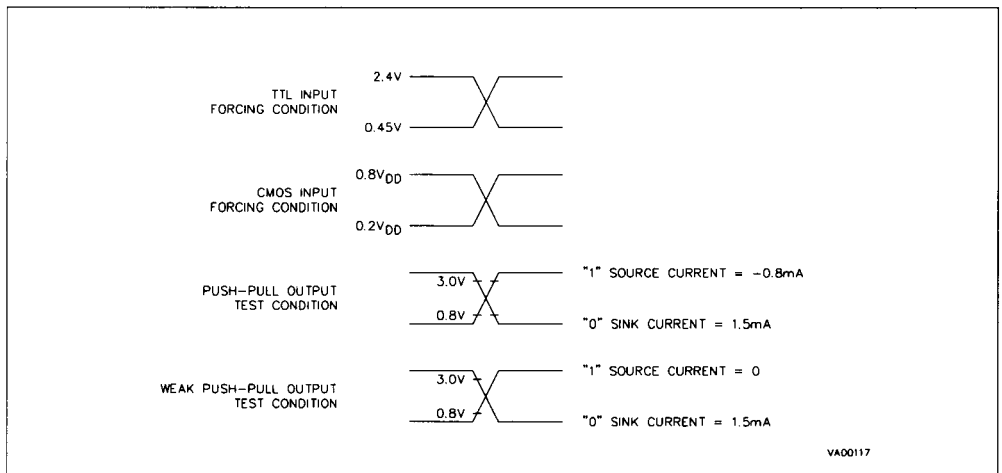 2.4V
TTL INPUT
FORCING CONDITION
0.45V
0.8VDD
CMOS INPUT
FORCING CONDITION
0.2VDD
"1" SOURCE CURRENT = -0.8mA
3.0V
PUSH-PULL OUTPUT
TEST CONDITION
0.8V
"0" SINK CURRENT = 1.5mA
"1" SOURCE CURRENT = 0
3.0V
WEAK PUSH-PULL OUTPUT
TEST CONDITION
0.8V
"0" SINK CURRENT = 1.5mA
VA00117